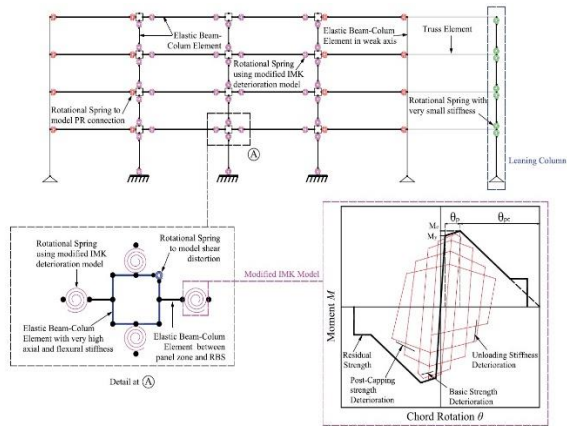 Elastic Beam-Colum
Element
Elastic Beam-Colum
Element in weak axis
Truss Element
Rotational Spring
using modified IMK
deterioration model
Rotational Spring to
model PR connection
Rotational Spring with
very small stiffness
A
Leaning Column
Rotational Spring
using modified IMK
deterioration model
Rotational Spring
to model shear
distortion
Modified IMK Model
Elastic Beam-Colum
Element with very high
axial and flexural stiffness
Elastic Beam-Colum
Element between
panel zone and RBS
Detail at A
θp
θpc
Mc
My
Moment M
Residual
Strength
Post-Capping
strength
Deterioration
Unloading Stiffness
Deterioration
Basic Strength
Deterioration
Chord Rotation θ